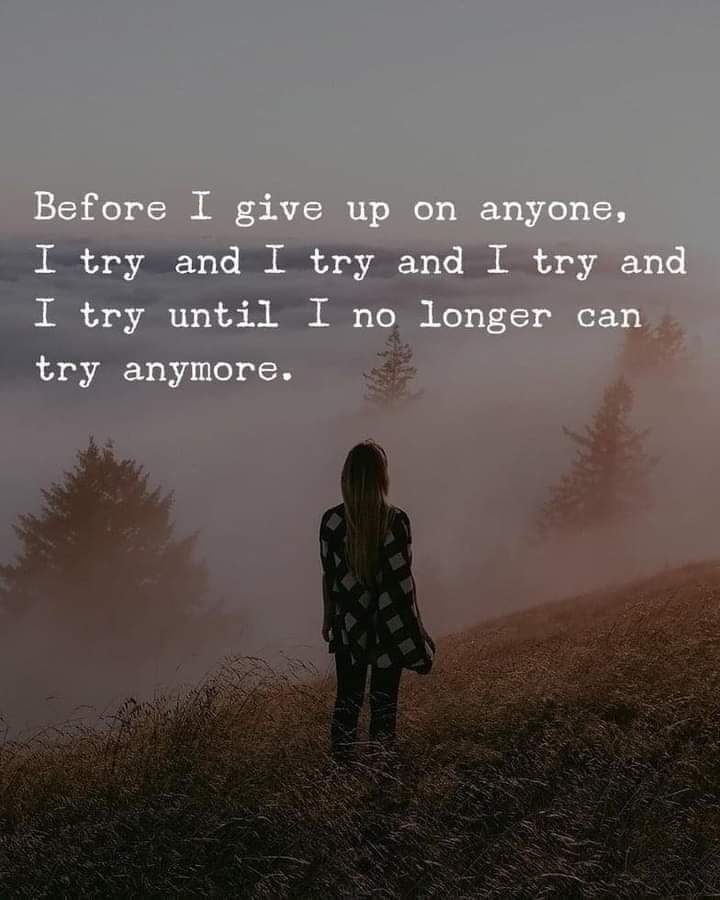 Before I give up on anyone,
I try and I try and I try and
I try until I no longer can
try anymore.